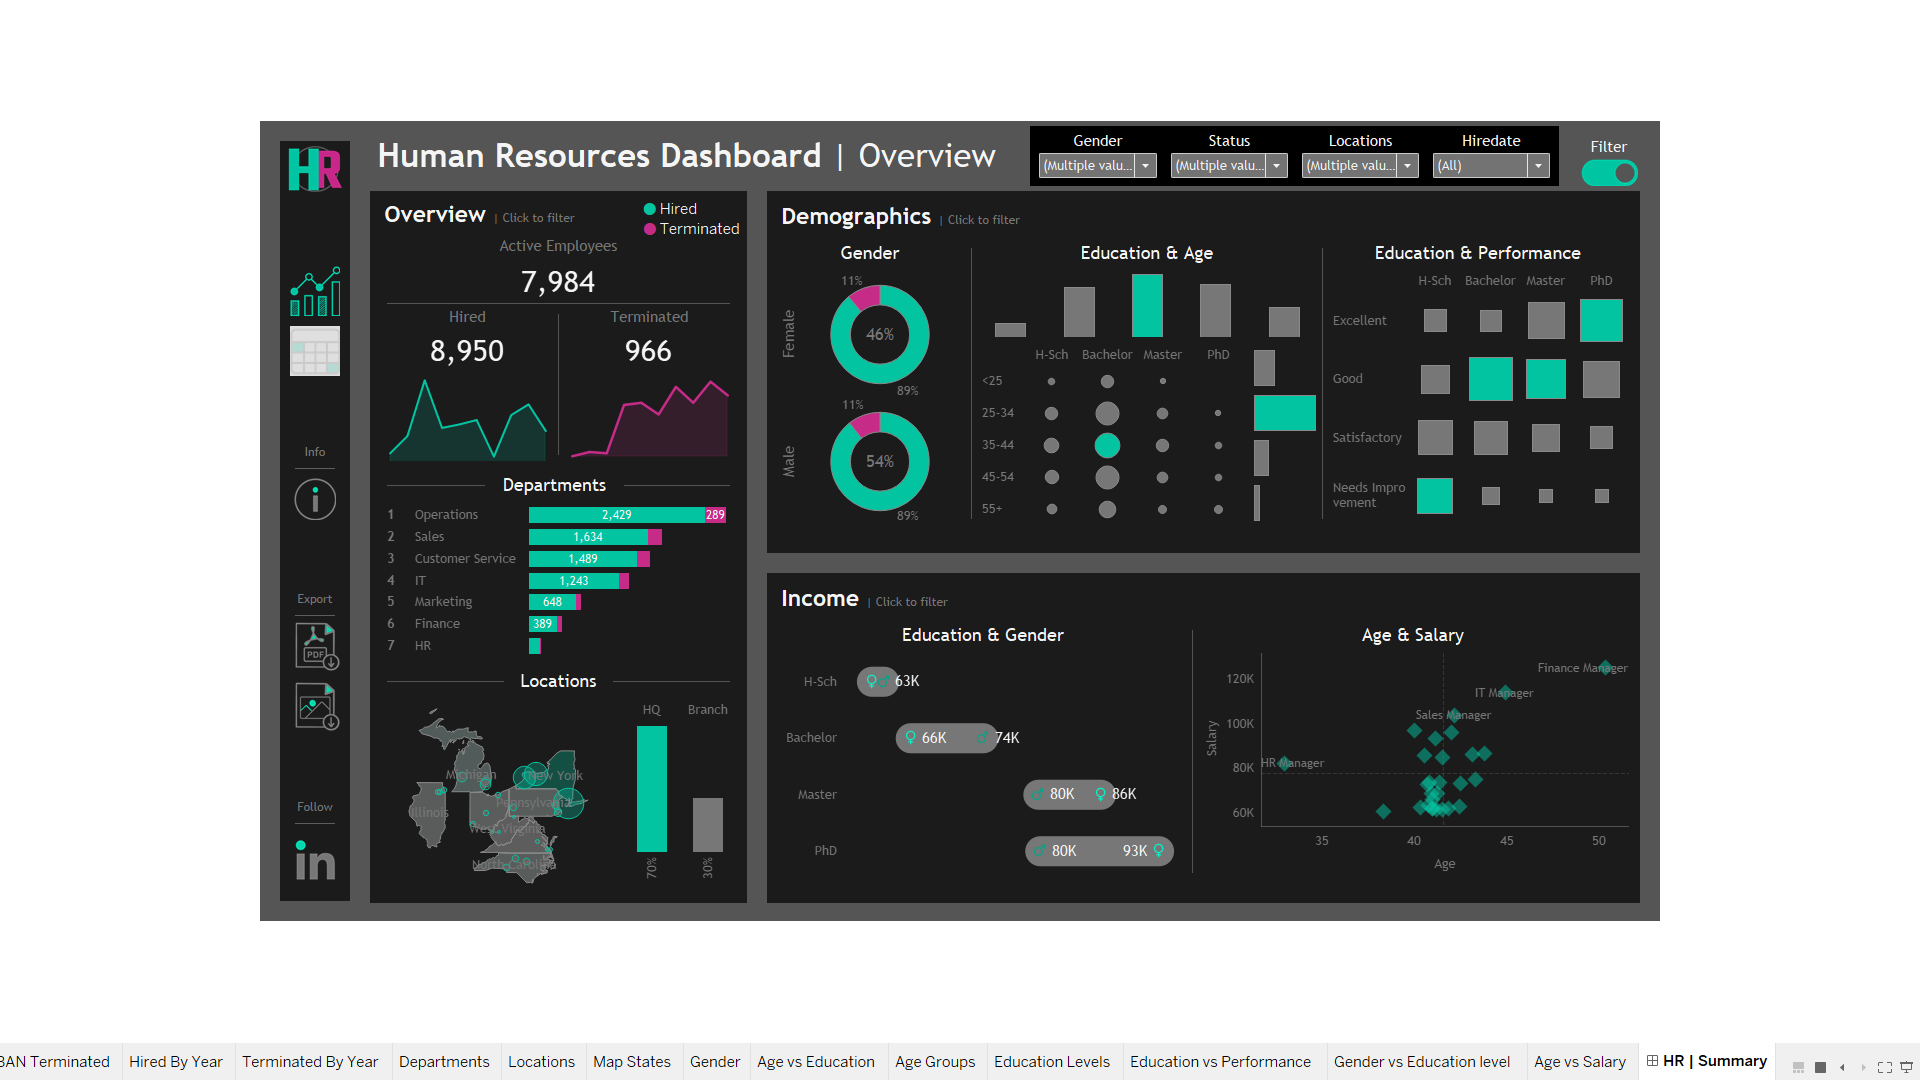 HR
Human Resources Dashboard | Overview
Gender
Status
Locations
Hiredate
(Multiple valu...
(Multiple valu...
(Multiple valu...
(All)
Filter
Info
Export
PDF
Follow
in
Overview | Click to filter
Hired
Terminated
Active Employees
7,984
Hired
Terminated
8,950
966
Departments
1 Operations 2,429 289
2 Sales 1,634
3 Customer Service 1,489
4 IT 1,243
5 Marketing 648
6 Finance 389
7 HR
Locations
HQ Branch
Michigan
New York
Illinois
Pennsylvania
West Virginia
North Carolina
70% 30%
Demographics | Click to filter
Gender
Female
11%
46%
89%
Male
11%
54%
89%
Education & Age
H-Sch Bachelor Master PhD
<25
25-34
35-44
45-54
55+
Education & Performance
H-Sch Bachelor Master PhD
Excellent
Good
Satisfactory
Needs Impro
vement
Income | Click to filter
Education & Gender
H-Sch 63K
Bachelor 66K 74K
Master 80K 86K
PhD 80K 93K
Age & Salary
Salary
120K
100K
80K
60K
Finance Manager
IT Manager
Sales Manager
HR Manager
35 40 45 50
Age
BAN Terminated
Hired By Year
Terminated By Year
Departments
Locations
Map States
Gender
Age vs Education
Age Groups
Education Levels
Education vs Performance
Gender vs Education level
Age vs Salary
HR | Summary